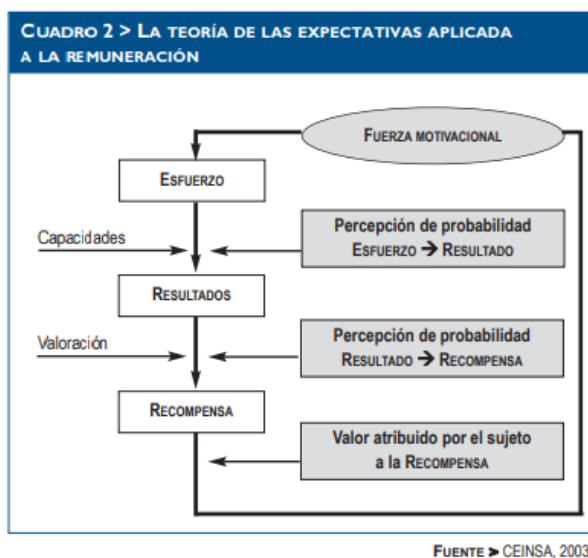 CUADRO 2 > LA TEORÍA DE LAS EXPECTATIVAS APLICADA
A LA REMUNERACIÓN
FUERZA MOTIVACIONAL
ESFUERZO
Capacidades
Percepción de probabilidad
ESFUERZO ➔ RESULTADO
RESULTADOS
Valoración
Percepción de probabilidad
RESULTADO ➔ RECOMPENSA
RECOMPENSA
Valor atribuido por el sujeto
a la RECOMPENSA
FUENTE ➤ CEINSA, 2003